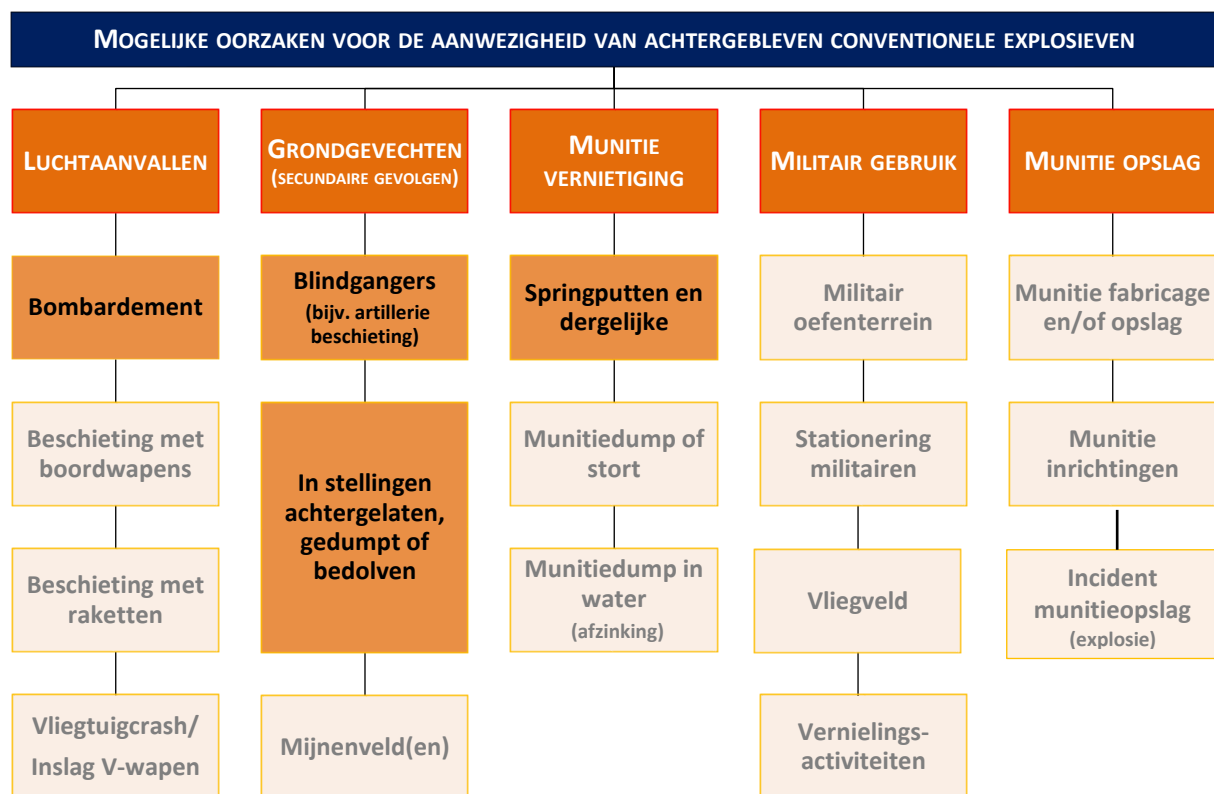 MOGELIJKE OORZAKEN VOOR DE AANWEZIGHEID VAN ACHTERGEBLEVEN CONVENTIONELE EXPLOSIEVEN
LUCHTAANVALLEN
Bombardement
Beschieting met
boordwapens
Beschieting met
raketten
Vliegtuigcrash/
Inslag V-wapen
GRONDGEVECHTEN
(SECUNDAIRE GEVOLGEN)
Blindgangers
(bijv. artillerie
beschieting)
In stellingen
achtergelaten,
gedumpt of
bedolven
Mijnenveld(en)
MUNITIE
VERNIETIGING
Springputten en
dergelijke
Munitiedump of
stort
Munitiedump in
water
(afzinking)
MILITAIR GEBRUIK
Militair
oefenterrein
Stationering
militairen
Vliegveld
Vernielings-
activiteiten
MUNITIE OPSLAG
Munitie fabricage
en/of opslag
Munitie
inrichtingen
Incident
munitieopslag
(explosie)